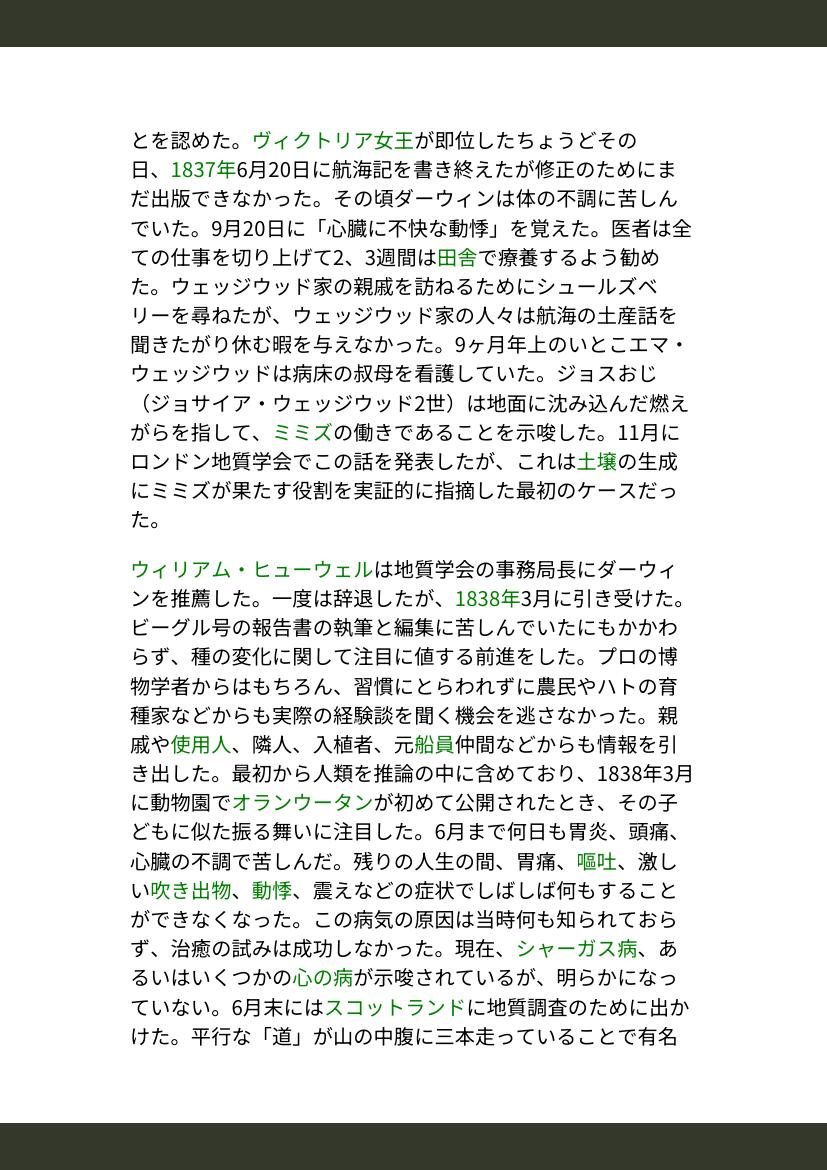 とを認めた。ヴィクトリア女王が即位したちょうどその
日、1837年6月20日に航海記を書き終えたが修正のためにま
だ出版できなかった。その頃ダーウィンは体の不調に苦しん
でいた。9月20日に「心臓に不快な動悸」を覚えた。医者は全
ての仕事を切り上げて2、3週間は田舎で療養するよう勧め
た。ウェッジウッド家の親戚を訪ねるためにシュールズベ
リーを尋ねたが、ウェッジウッド家の人々は航海の土産話を
聞きたがり休む暇を与えなかった。9ヶ月年上のいとこエマ・
ウェッジウッドは病床の叔母を看護していた。ジョスおじ
（ジョサイア・ウェッジウッド2世）は地面に沈み込んだ燃え
がらを指して、ミミズの働きであることを示唆した。11月に
ロンドン地質学会でこの話を発表したが、これは土壌の生成
にミミズが果たす役割を実証的に指摘した最初のケースだっ
た。
ウィリアム・ヒューウェルは地質学会の事務局長にダーウィ
ンを推薦した。一度は辞退したが、1838年3月に引き受けた。
ビーグル号の報告書の執筆と編集に苦しんでいたにもかかわ
らず、種の変化に関して注目に値する前進をした。プロの博
物学者からはもちろん、習慣にとらわれずに農民やハトの育
種家などからも実際の経験談を聞く機会を逃さなかった。親
戚や使用人、隣人、入植者、元船員仲間などからも情報を引
き出した。最初から人類を推論の中に含めており、1838年3月
に動物園でオランウータンが初めて公開されたとき、その子
どもに似た振る舞いに注目した。6月まで何日も胃炎、頭痛、
心臓の不調で苦しんだ。残りの人生の間、胃痛、嘔吐、激し
い吹き出物、動悸、震えなどの症状でしばしば何もすること
ができなくなった。この病気の原因は当時何も知られておら
ず、治癒の試みは成功しなかった。現在、シャーガス病、あ
るいはいくつかの心の病が示唆されているが、明らかになっ
ていない。6月末にはスコットランドに地質調査のために出か
けた。平行な「道」が山の中腹に三本走っていることで有名